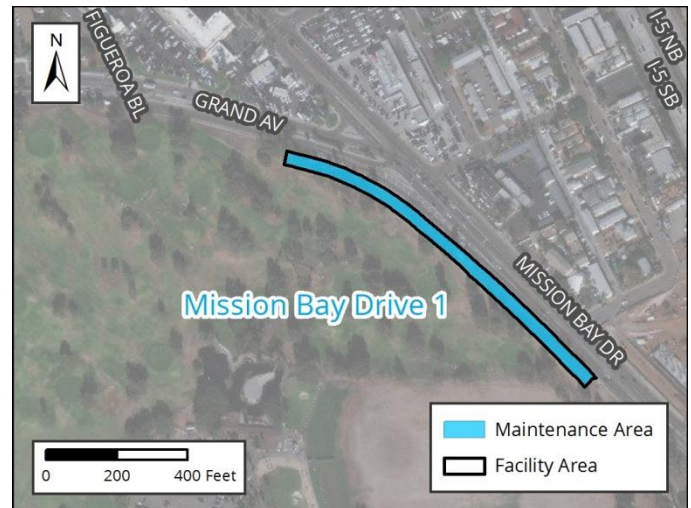 N
FIGUEROA BL
GRAND AV
I-5 NB
I-5 SB
MISSION BAY DR
Mission Bay Drive 1
Maintenance Area
Facility Area
0 200 400 Feet